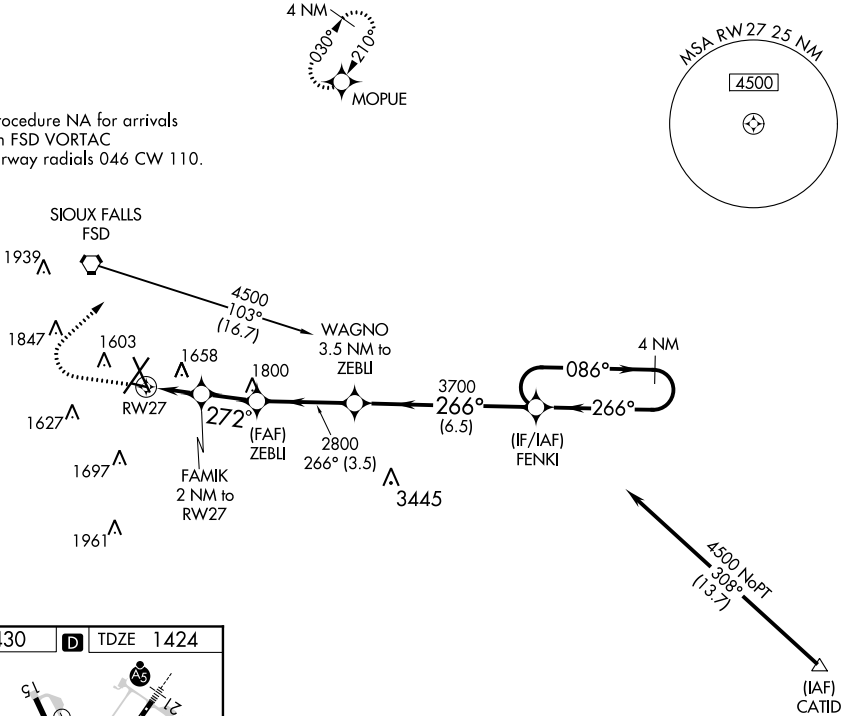 4 NM
030°
210°
MOPUE
MSA RW27 25 NM
4500
rocedure NA for arrivals
n FSD VORTAC
rway radials 046 CW 110.
SIOUX FALLS
FSD
1939
4500
103°
(16.7)
WAGNO
3.5 NM to
ZEBLI
1847
1603
1658
1800
4 NM
086°
3700
266°
(6.5)
266°
RW27
272°
1627
(FAF)
ZEBLI
2800
266° (3.5)
(IF/IAF)
FENKI
1697
FAMIK
2 NM to
RW27
3445
1961
4500 NoPT
308°
(13.7)
430
D
TDZE 1424
A5
15
21
(IAF)
CATID